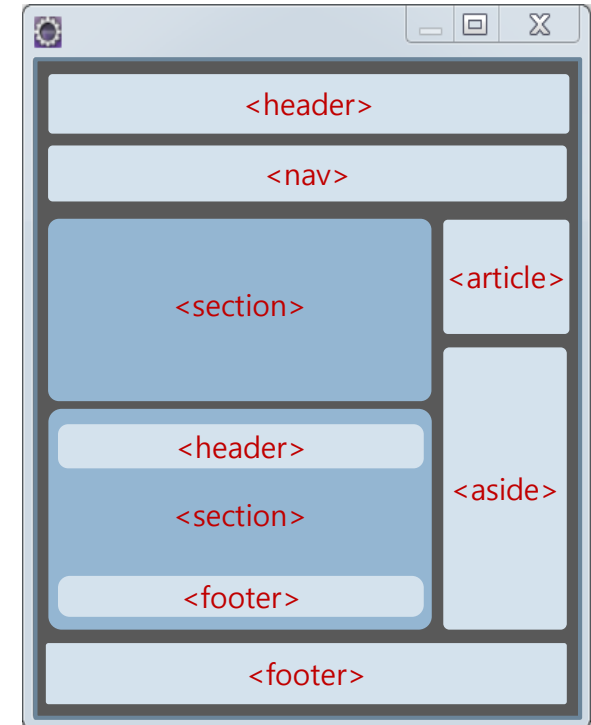 <header>
<nav>
<section>
<article>
<header>
<section>
<aside>
<footer>
<footer>